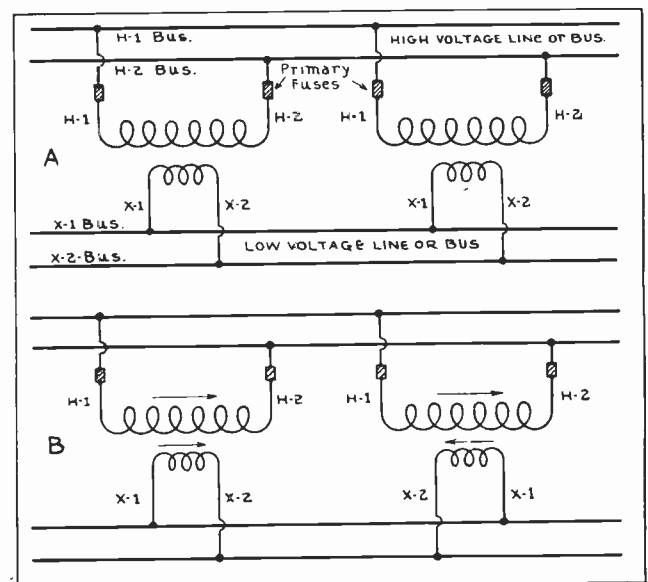 H-1 Bus.
HIGH VOLTAGE LINE OR BUS.
H-2 Bus.
Primary
Fuses
H-1
H-2
H-1
H-2
A
X-1
X-2
X-1
X-2
X-1 Bus.
LOW VOLTAGE LINE OR BUS
X-2-Bus.
H-1
H-2
H-1
H-2
B
X-1
X-2
X-2
X-1